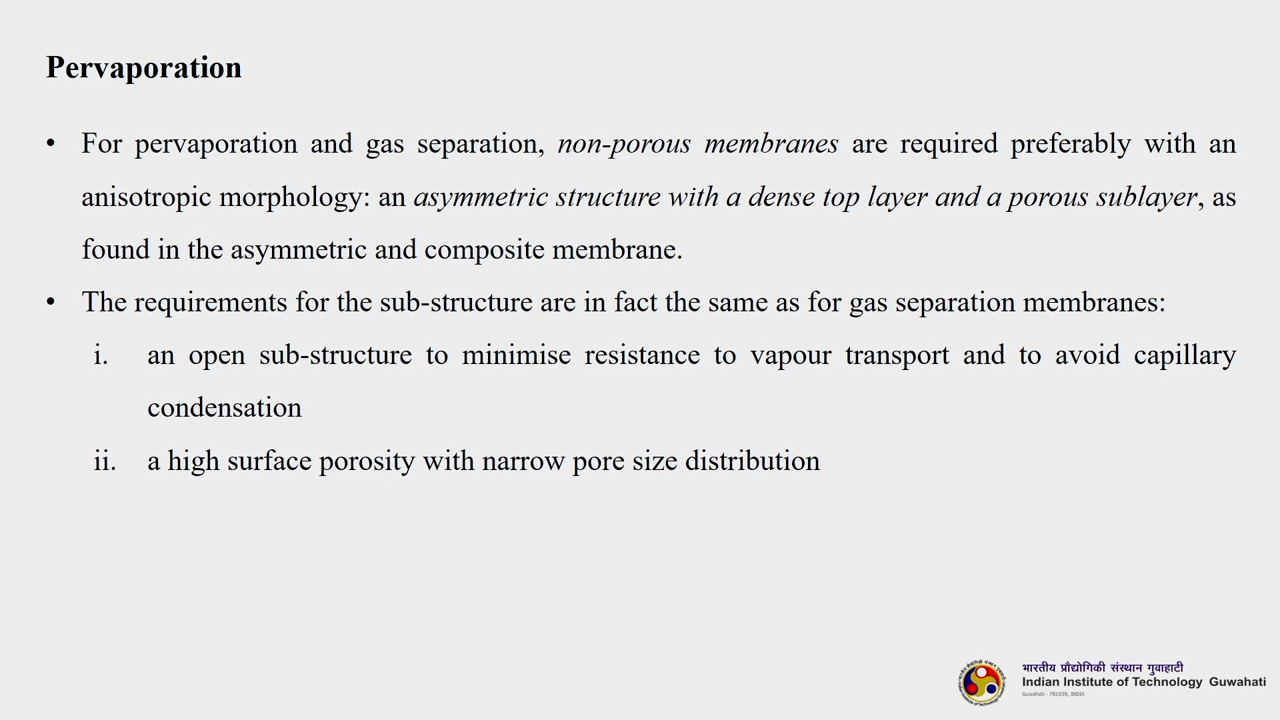 Pervaporation
• For pervaporation and gas separation, non-porous membranes are required preferably with an
anisotropic morphology: an asymmetric structure with a dense top layer and a porous sublayer, as
found in the asymmetric and composite membrane.
• The requirements for the sub-structure are in fact the same as for gas separation membranes:
i. an open sub-structure to minimise resistance to vapour transport and to avoid capillary
condensation
ii. a high surface porosity with narrow pore size distribution
भारतीय प्रौद्योगिकी संस्थान गुवाहाटी
Indian Institute of Technology Guwahati
Guwahati - 781039, INDIA